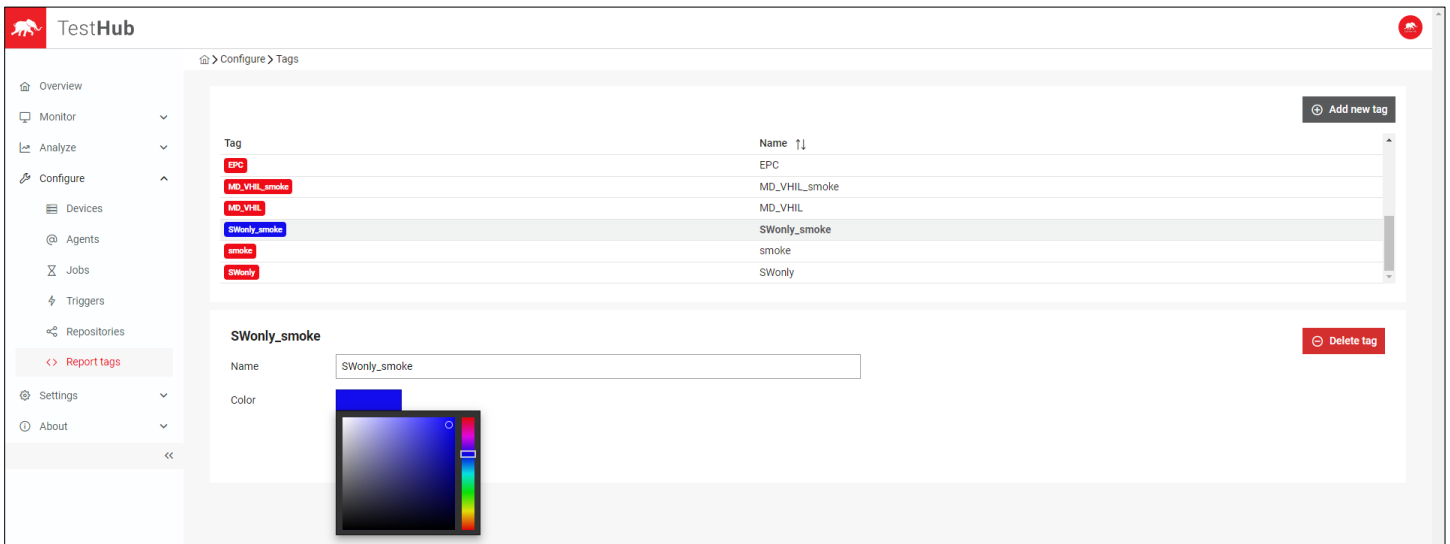 TestHub
Configure > Tags
Overview
Monitor
Analyze
Configure
Devices
Agents
Jobs
Triggers
Repositories
Report tags
Settings
About
Add new tag
Tag Name
EPC EPC
MD_VHIL_smoke MD_VHIL_smoke
MD_VHIL MD_VHIL
SWonly_smoke SWonly_smoke
smoke smoke
SWonly SWonly
SWonly_smoke
Delete tag
Name SWonly_smoke
Color